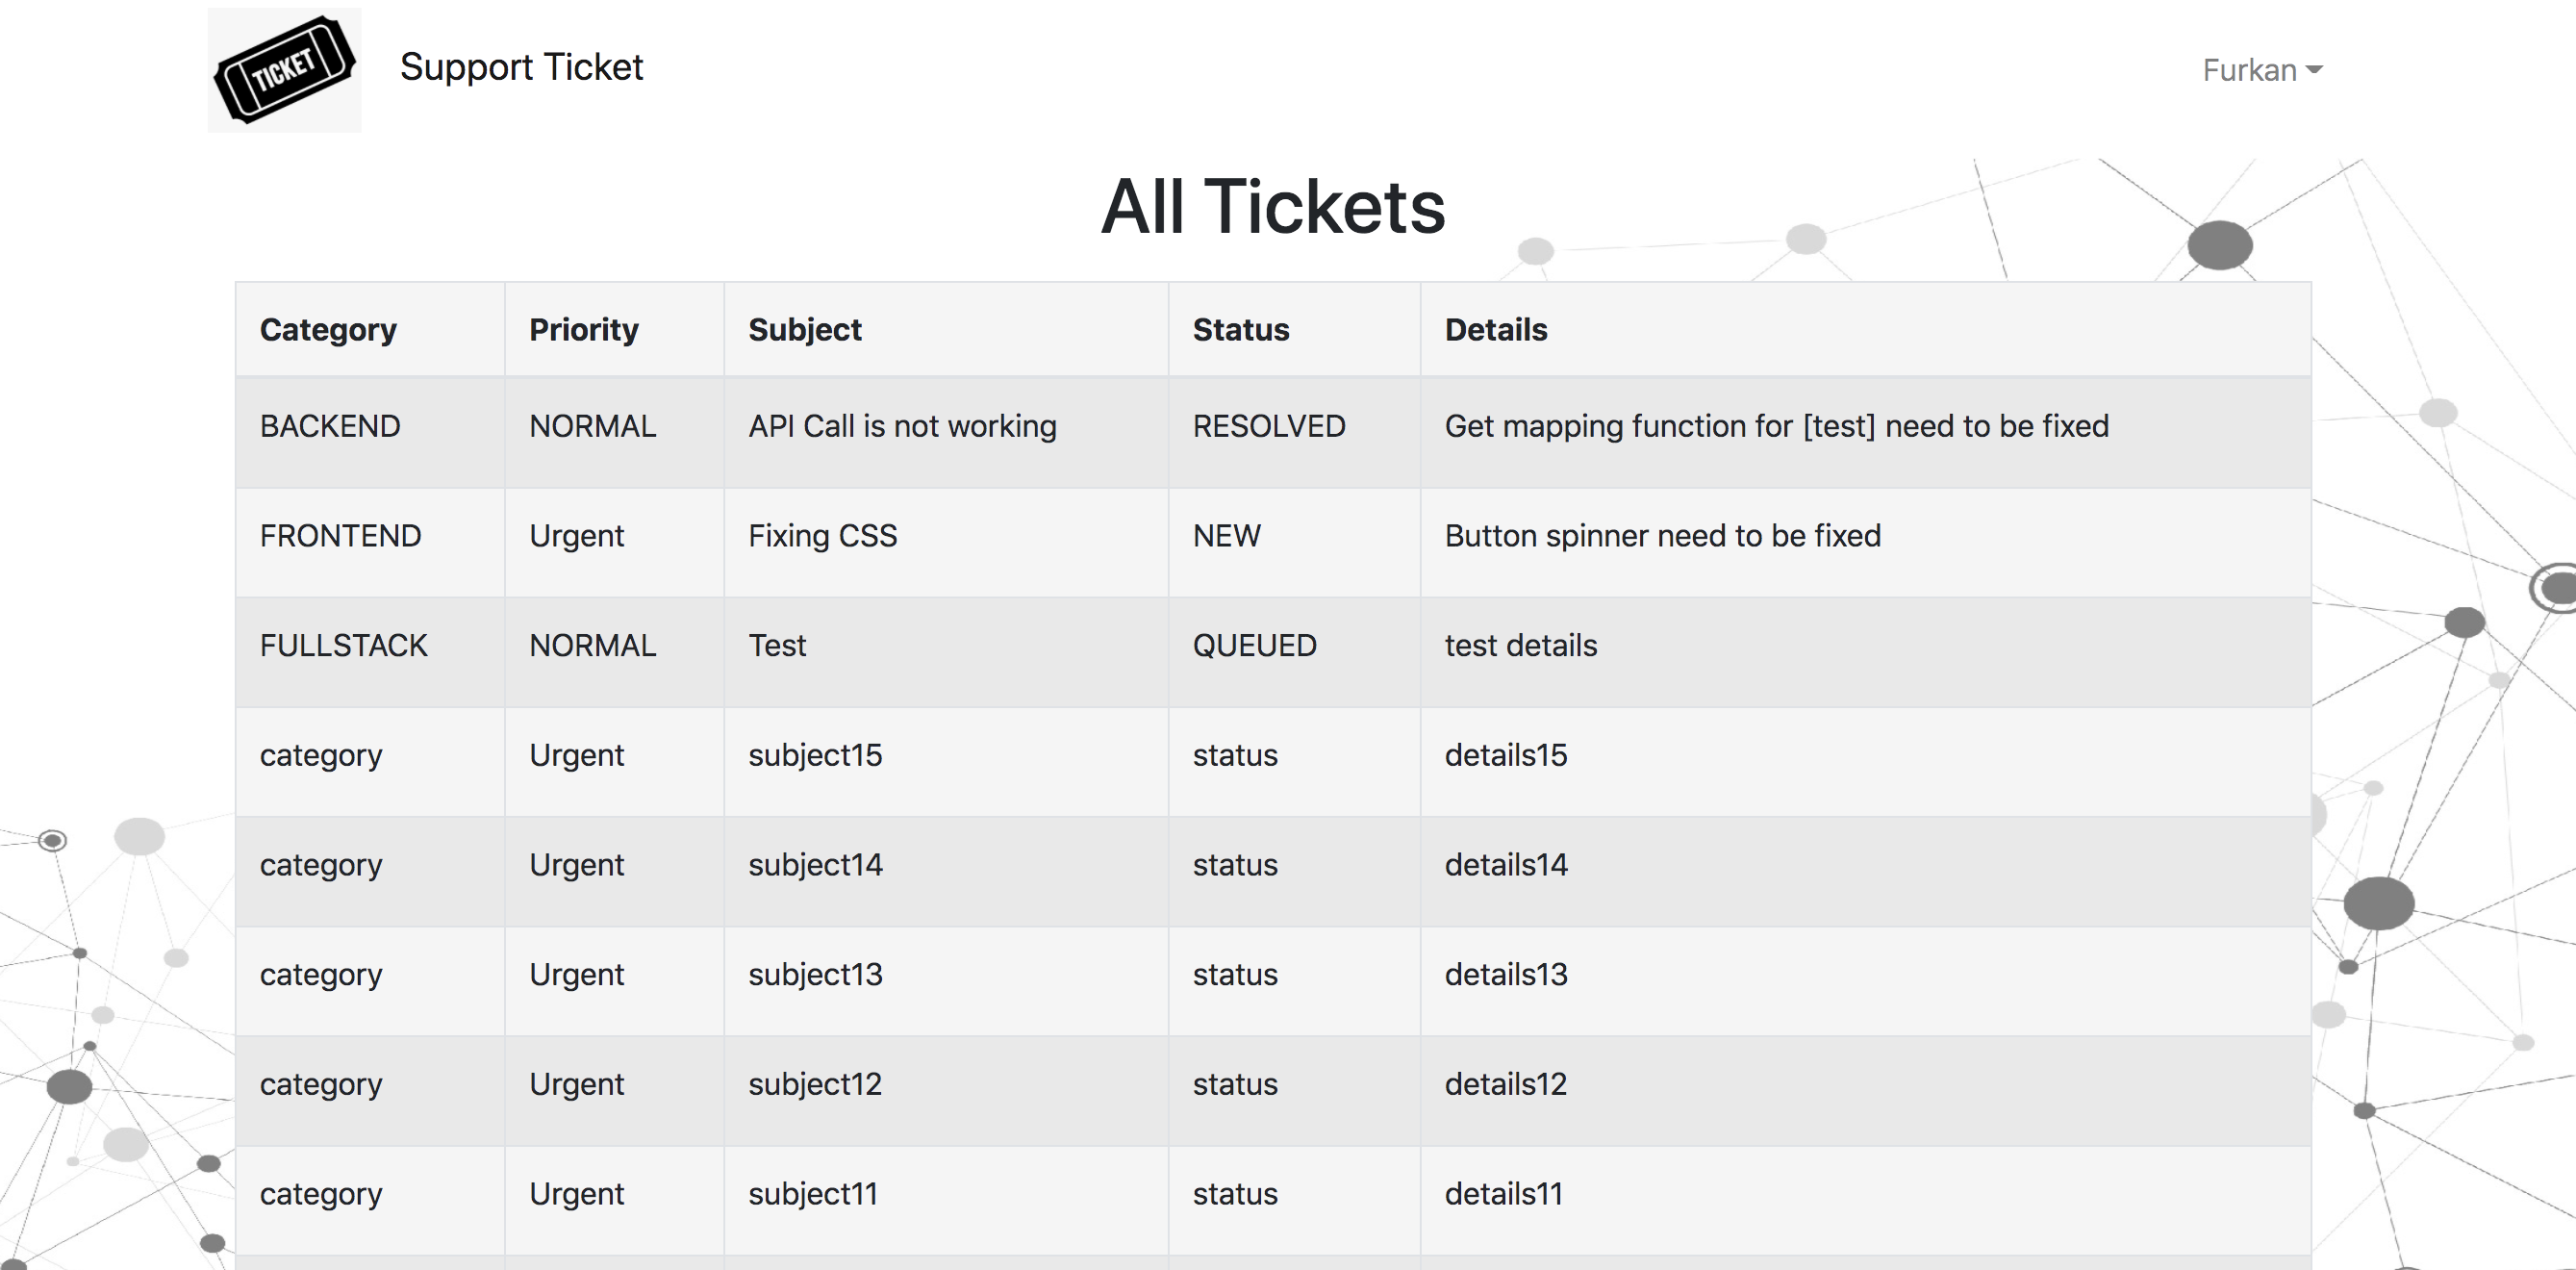 TICKET
Support Ticket
Furkan
All Tickets
Category Priority Subject Status Details
BACKEND NORMAL API Call is not working RESOLVED Get mapping function for [test] need to be fixed
FRONTEND Urgent Fixing CSS NEW Button spinner need to be fixed
FULLSTACK NORMAL Test QUEUED test details
category Urgent subject15 status details15
category Urgent subject14 status details14
category Urgent subject13 status details13
category Urgent subject12 status details12
category Urgent subject11 status details11